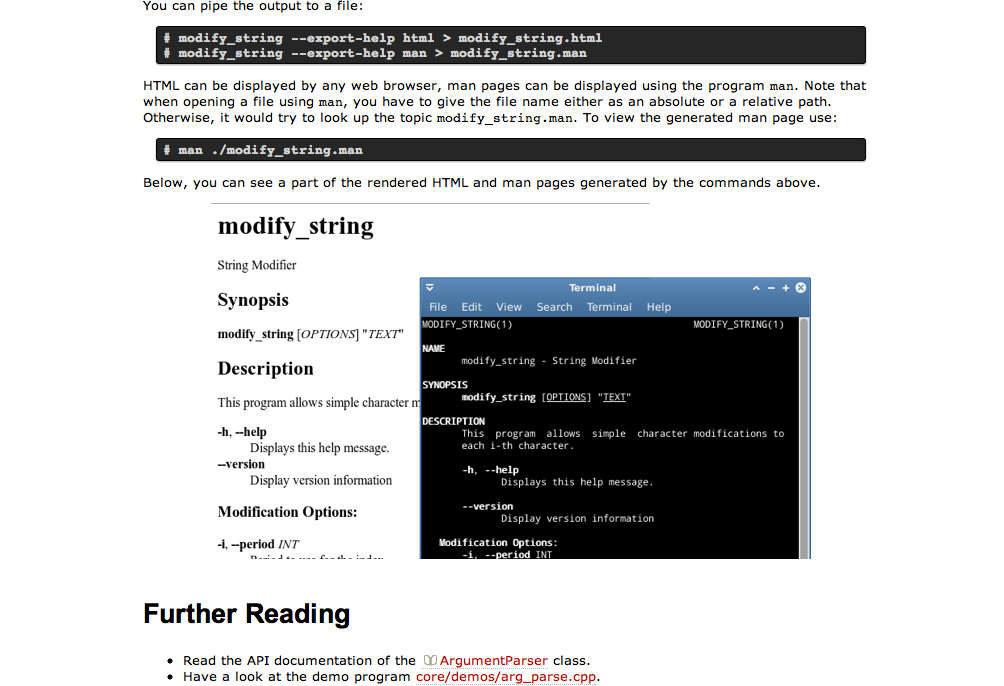 You can pipe the output to a file:
# modify_string --export-help html > modify_string.html
# modify_string --export-help man > modify_string.man
HTML can be displayed by any web browser, man pages can be displayed using the program man. Note that
when opening a file using man, you have to give the file name either as an absolute or a relative path.
Otherwise, it would try to look up the topic modify_string.man. To view the generated man page use:
# man ./modify_string.man
Below, you can see a part of the rendered HTML and man pages generated by the commands above.
modify_string
String Modifier
Synopsis
modify_string [OPTIONS] "TEXT"
Description
This program allows simple character m
-h, --help
Displays this help message.
--version
Display version information
Modification Options:
-i, --period INT
Period to use for the index
Terminal
File Edit View Search Terminal Help
MODIFY_STRING(1) MODIFY_STRING(1)
NAME
modify_string - String Modifier
SYNOPSIS
modify_string [OPTIONS] "TEXT"
DESCRIPTION
This program allows simple character modifications to
each i-th character.
-h, --help
Displays this help message.
--version
Display version information
Modification Options:
-i, --period INT
Further Reading
• Read the API documentation of the ArgumentParser class.
• Have a look at the demo program core/demos/arg_parse.cpp.